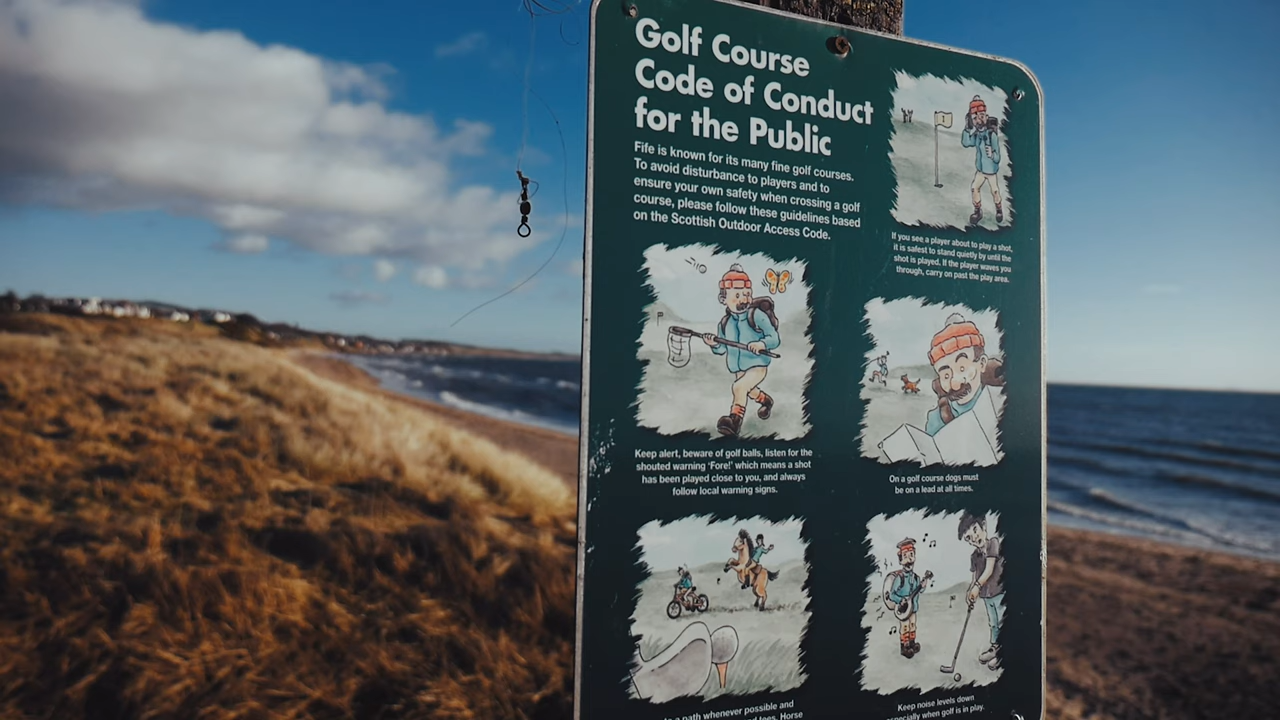 Golf Course
Code of Conduct
for the Public
Fife is known for its many fine golf courses.
To avoid disturbance to players and to
ensure your own safety when crossing a golf
course, please follow these guidelines based
on the Scottish Outdoor Access Code.
If you see a player about to play a shot,
it is safest to stand quietly by until the
shot is played. If the player waves you
through, carry on past the play area.
Keep alert, beware of golf balls, listen for the
shouted warning ‘Fore!’ which means a shot
has been played close to you, and always
follow local warning signs.
On a golf course dogs must
be on a lead at all times.
a path whenever possible and
tees. Horse
Keep noise levels down
when golf is in play.